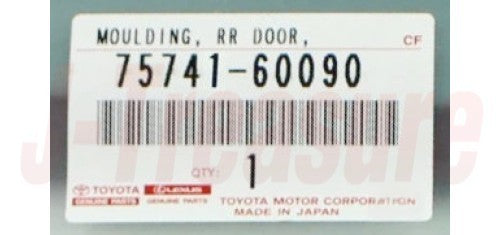 MOULDING, RR DOOR,
CF
75741-60090
QTY: 1
TOYOTA LEXUS
GENUINE PARTS GENUINE PARTS
TOYOTA MOTOR CORPORATION
MADE IN JAPAN
J-Treasure